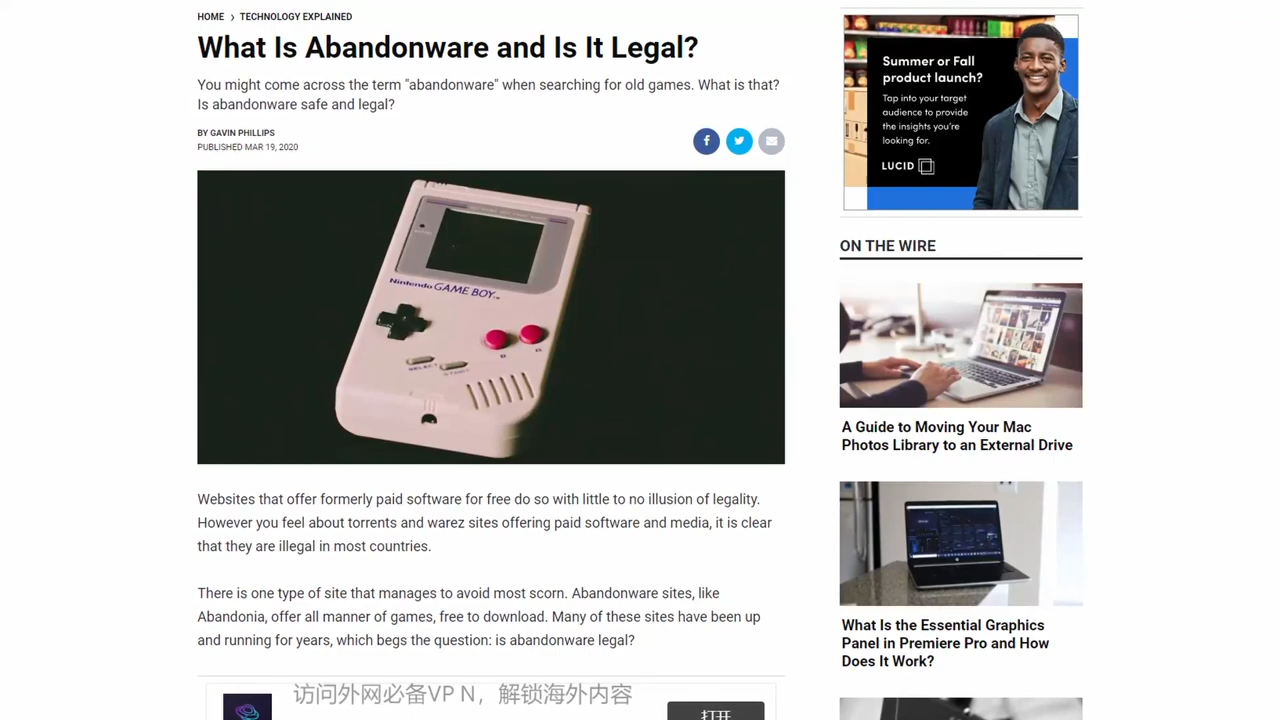 HOME › TECHNOLOGY EXPLAINED
What Is Abandonware and Is It Legal?
You might come across the term "abandonware" when searching for old games. What is that?
Is abandonware safe and legal?
BY GAVIN PHILLIPS
PUBLISHED MAR 19, 2020
Nintendo GAME BOY
SELECT
START
B
A
Websites that offer formerly paid software for free do so with little to no illusion of legality.
However you feel about torrents and warez sites offering paid software and media, it is clear
that they are illegal in most countries.
There is one type of site that manages to avoid most scorn. Abandonware sites, like
Abandonia, offer all manner of games, free to download. Many of these sites have been up
and running for years, which begs the question: is abandonware legal?
访问外网必备VP N，解锁海外内容
打开
Summer or Fall
product launch?
Tap into your target
audience to provide
the insights you're
looking for.
LUCID
ON THE WIRE
A Guide to Moving Your Mac
Photos Library to an External Drive
What Is the Essential Graphics
Panel in Premiere Pro and How
Does It Work?